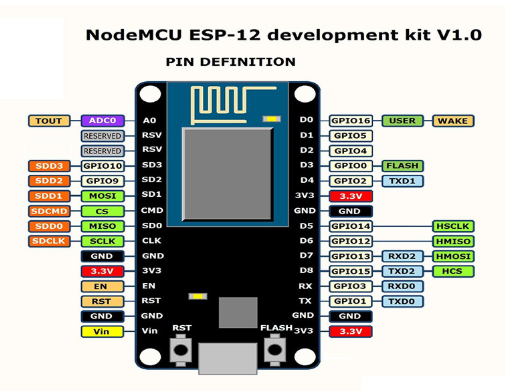 NodeMCU ESP-12 development kit V1.0
PIN DEFINITION
TOUT ADC0 A0 D0 GPIO16 USER WAKE
RESERVED RSV D1 GPIO5
RESERVED RSV D2 GPIO4
SDD3 GPIO10 SD3 D3 GPIO0 FLASH
SDD2 GPIO9 SD2 D4 GPIO2 TXD1
SDD1 MOSI SD1 3V3 3.3V
SDCMD CS CMD GND GND
SDD0 MISO SD0 D5 GPIO14 HSCLK
SDCLK SCLK CLK D6 GPIO12 HMISO
GND GND D7 GPIO13 RXD2 HMOSI
3.3V 3V3 D8 GPIO15 TXD2 HCS
EN EN RX GPIO3 RXD0
RST RST TX GPIO1 TXD0
GND GND GND GND
Vin Vin RST FLASH 3V3 3.3V